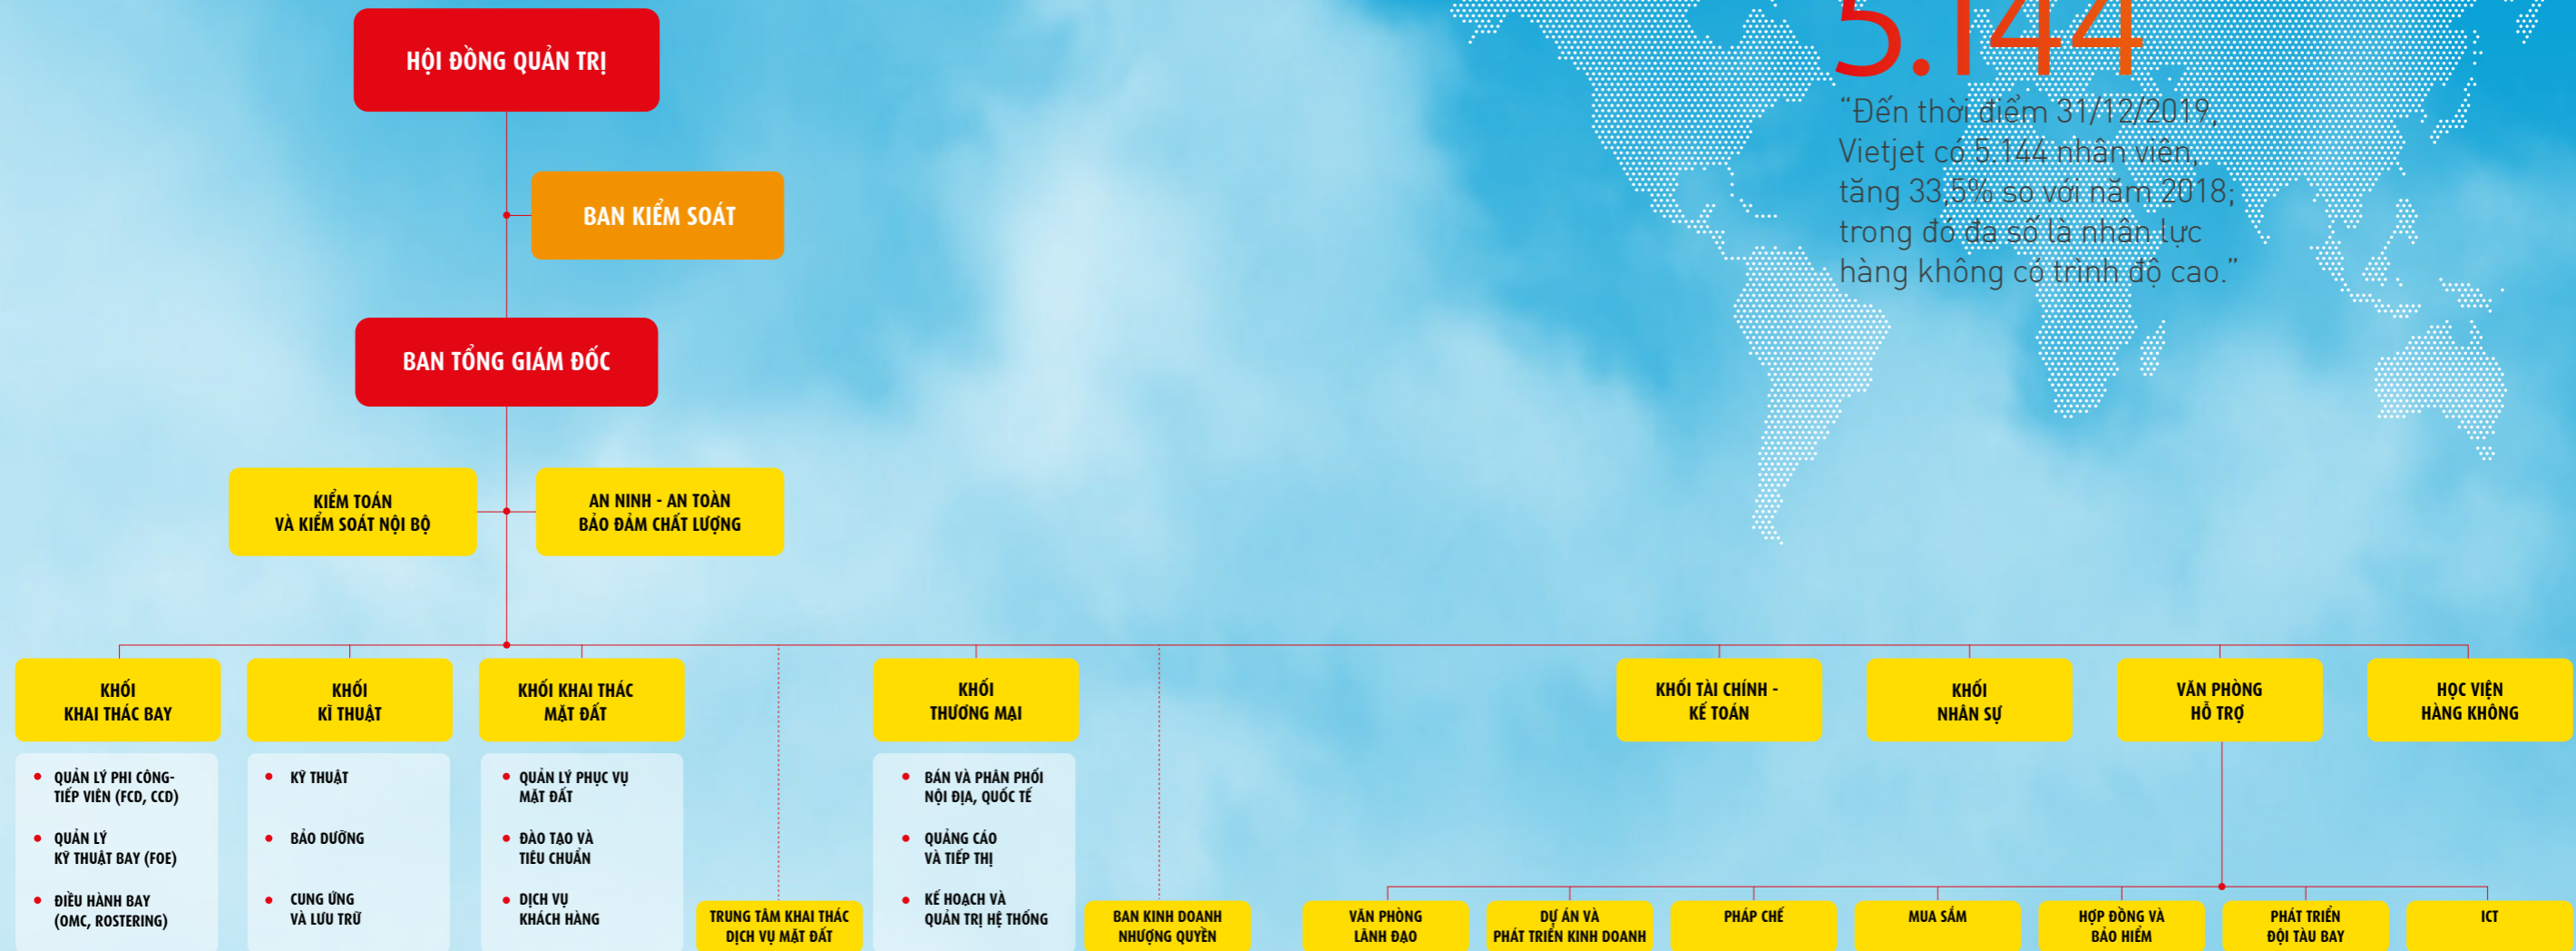 HỘI ĐỒNG QUẢN TRỊ
BAN KIỂM SOÁT
BAN TỔNG GIÁM ĐỐC
5.144
“Đến thời điểm 31/12/2019,
Vietjet có 5.144 nhân viên,
tăng 33,5% so với năm 2018;
trong đó đa số là nhân lực
hàng không có trình độ cao.”
KIỂM TOÁN
VÀ KIỂM SOÁT NỘI BỘ
AN NINH - AN TOÀN
BẢO ĐẢM CHẤT LƯỢNG
KHỐI
KHAI THÁC BAY
• QUẢN LÝ PHI CÔNG-
TIẾP VIÊN (FCD, CCD)
• QUẢN LÝ
KỸ THUẬT BAY (FOE)
• ĐIỀU HÀNH BAY
(OMC, ROSTERING)
KHỐI
KĨ THUẬT
• KỸ THUẬT
• BẢO DƯỠNG
• CUNG ỨNG
VÀ LƯU TRỮ
KHỐI KHAI THÁC
MẶT ĐẤT
• QUẢN LÝ PHỤC VỤ
MẶT ĐẤT
• ĐÀO TẠO VÀ
TIÊU CHUẨN
• DỊCH VỤ
KHÁCH HÀNG
TRUNG TÂM KHAI THÁC
DỊCH VỤ MẶT ĐẤT
KHỐI
THƯƠNG MẠI
• BÁN VÀ PHÂN PHỐI
NỘI ĐỊA, QUỐC TẾ
• QUẢNG CÁO
VÀ TIẾP THỊ
• KẾ HOẠCH VÀ
QUẢN TRỊ HỆ THỐNG
BAN KINH DOANH
NHƯỢNG QUYỀN
KHỐI TÀI CHÍNH -
KẾ TOÁN
KHỐI
NHÂN SỰ
VĂN PHÒNG
HỖ TRỢ
HỌC VIỆN
HÀNG KHÔNG
VĂN PHÒNG
LÃNH ĐẠO
DỰ ÁN VÀ
PHÁT TRIỂN KINH DOANH
PHÁP CHẾ
MUA SẮM
HỢP ĐỒNG VÀ
BẢO HIỂM
PHÁT TRIỂN
ĐỘI TÀU BAY
ICT